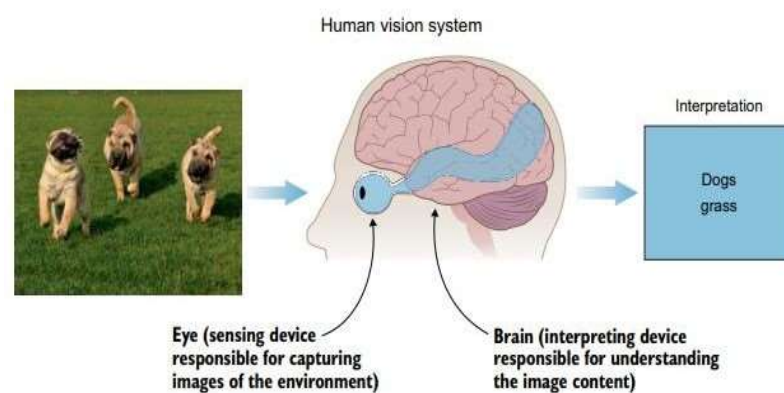 Human vision system
Interpretation
Dogs
grass
Eye (sensing device
responsible for capturing
images of the environment)
Brain (interpreting device
responsible for understanding
the image content)